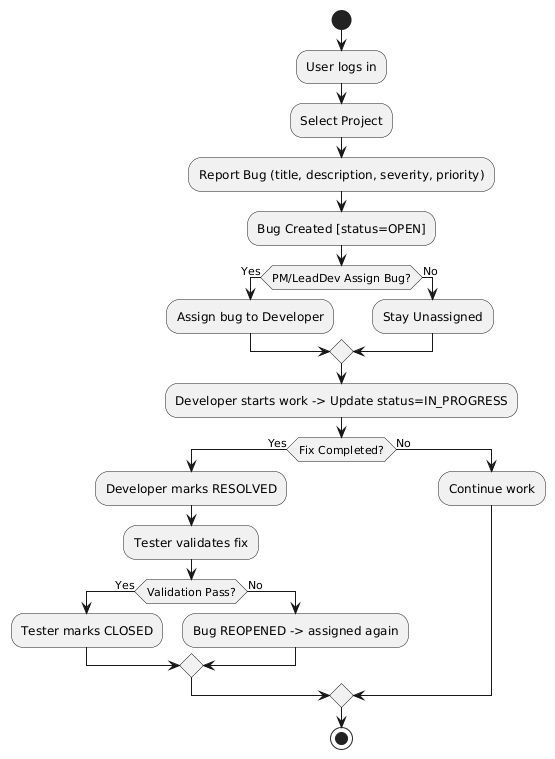 User logs in
Select Project
Report Bug (title, description, severity, priority)
Bug Created [status=OPEN]
Yes
PM/LeadDev Assign Bug?
No
Assign bug to Developer
Stay Unassigned
Developer starts work -> Update status=IN_PROGRESS
Yes
Fix Completed?
No
Developer marks RESOLVED
Continue work
Tester validates fix
Yes
Validation Pass?
No
Tester marks CLOSED
Bug REOPENED -> assigned again